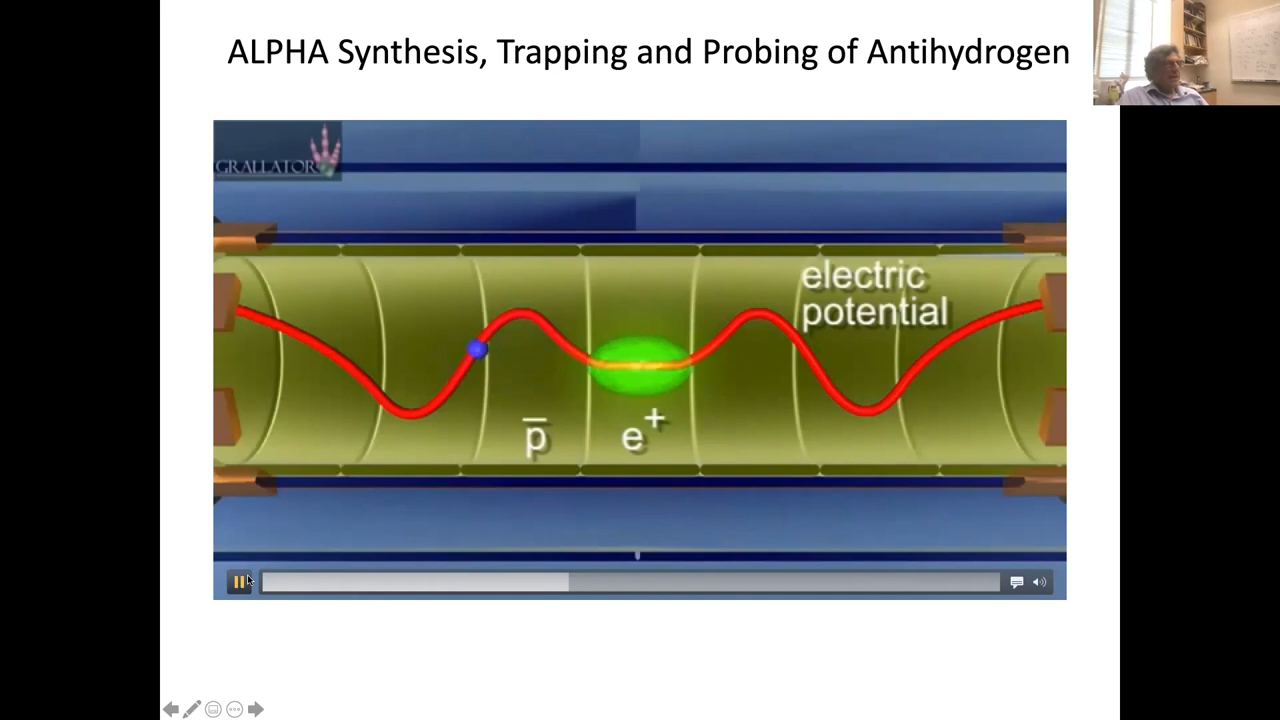 ALPHA Synthesis, Trapping and Probing of Antihydrogen
GRALLATOR
electric
potential
p̅
e⁺